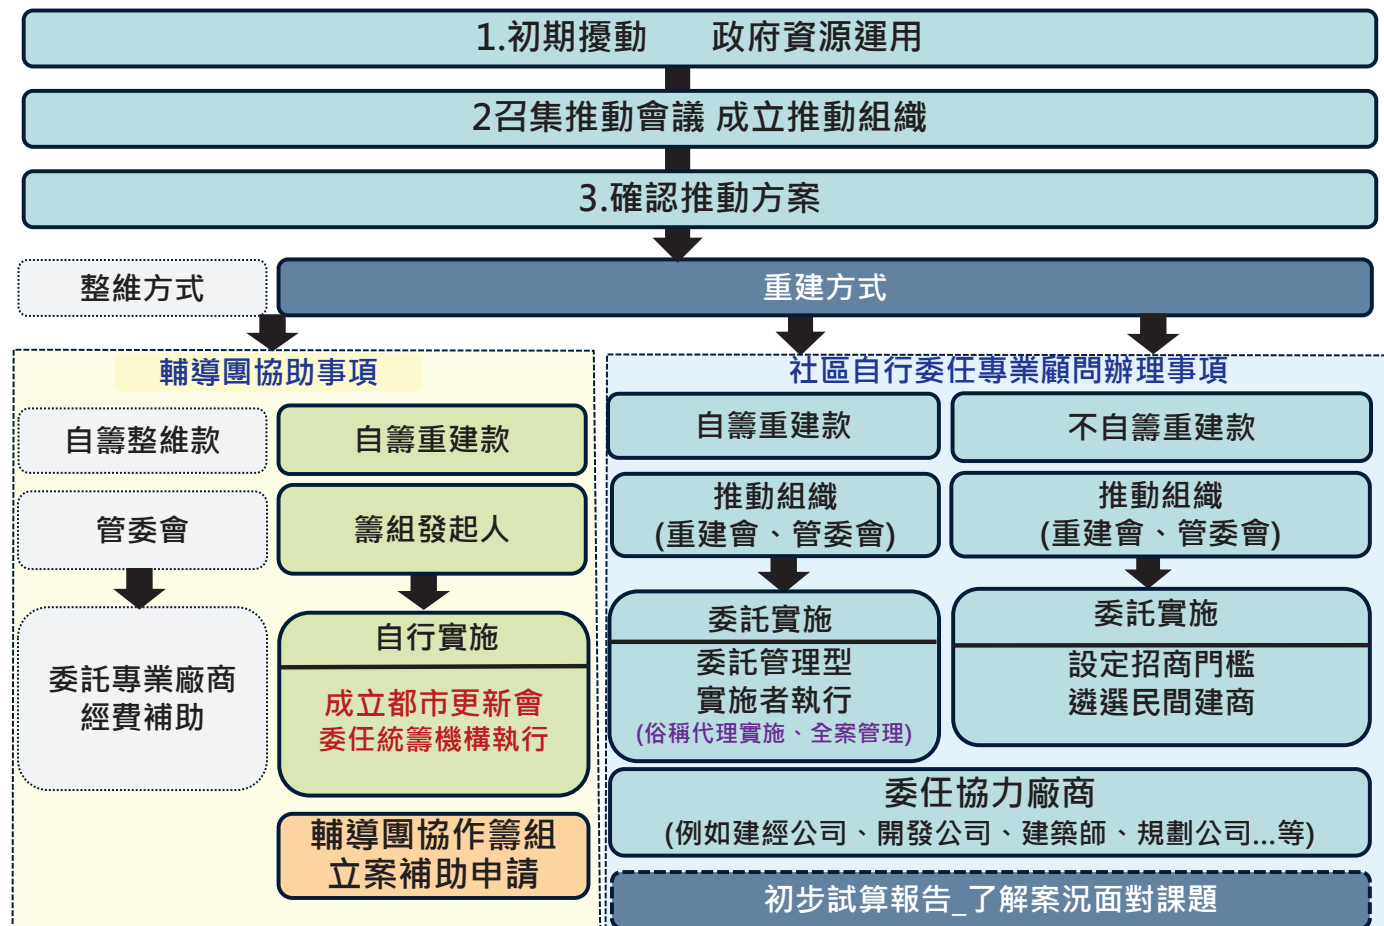 1.初期擾動 政府資源運用
2召集推動會議 成立推動組織
3.確認推動方案
整維方式
重建方式
輔導團協助事項
自籌整維款
自籌重建款
管委會
籌組發起人
委託專業廠商
經費補助
自行實施
成立都市更新會
委任統籌機構執行
輔導團協作籌組
立案補助申請
社區自行委任專業顧問辦理事項
自籌重建款
不自籌重建款
推動組織
(重建會、管委會)
推動組織
(重建會、管委會)
委託實施
委託管理型
實施者執行
(俗稱代理實施、全案管理)
委託實施
設定招商門檻
遴選民間建商
委任協力廠商
(例如建經公司、開發公司、建築師、規劃公司...等)
初步試算報告_了解案況面對課題